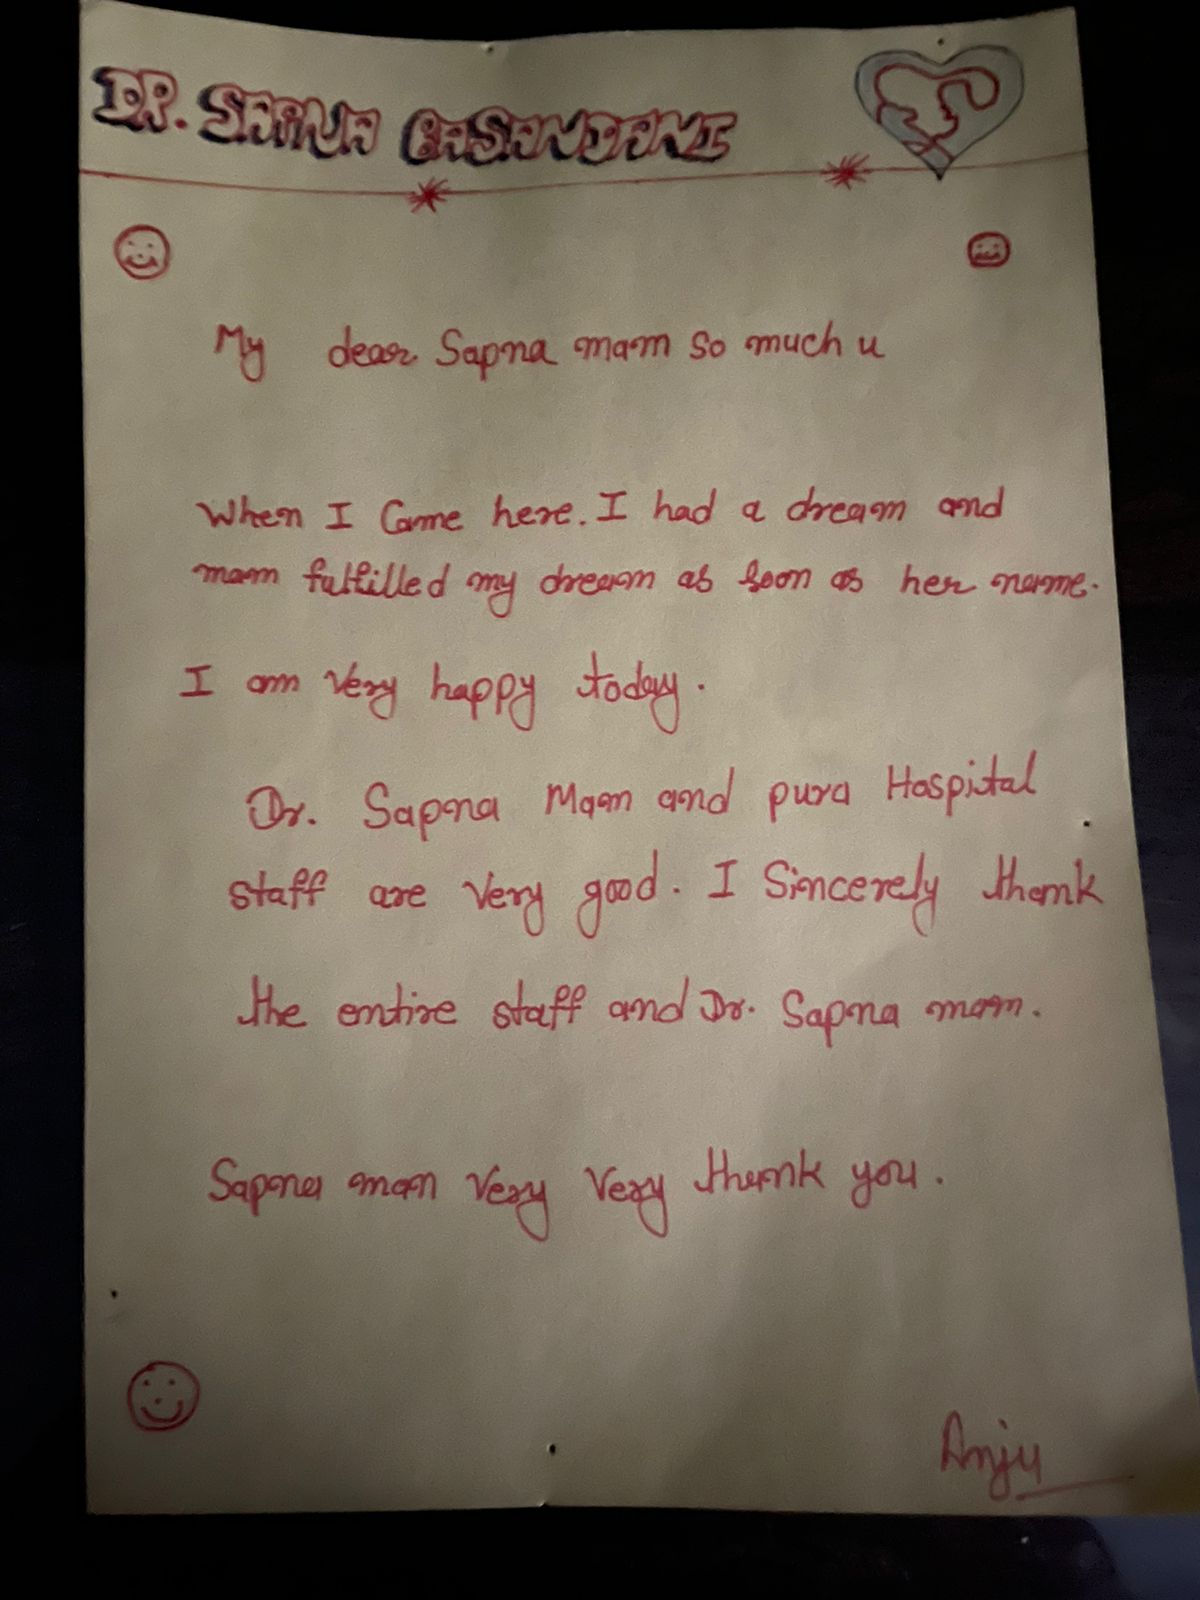 DR. SAPNA BASANDANI
My dear Sapna mam so much u
When I Came here. I had a dream and
mam fulfilled my dream as soon as her name.
I am very happy today.
Dr. Sapna Mam and pura Hospital
staff are very good. I Sincerely thank
the entire staff and Dr. Sapna mam.
Sapna mam very very thank you.
Anju